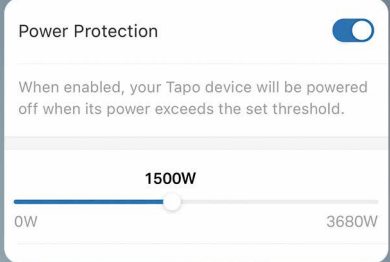 Power Protection
When enabled, your Tapo device will be powered
off when its power exceeds the set threshold.
1500W
0W 3680W